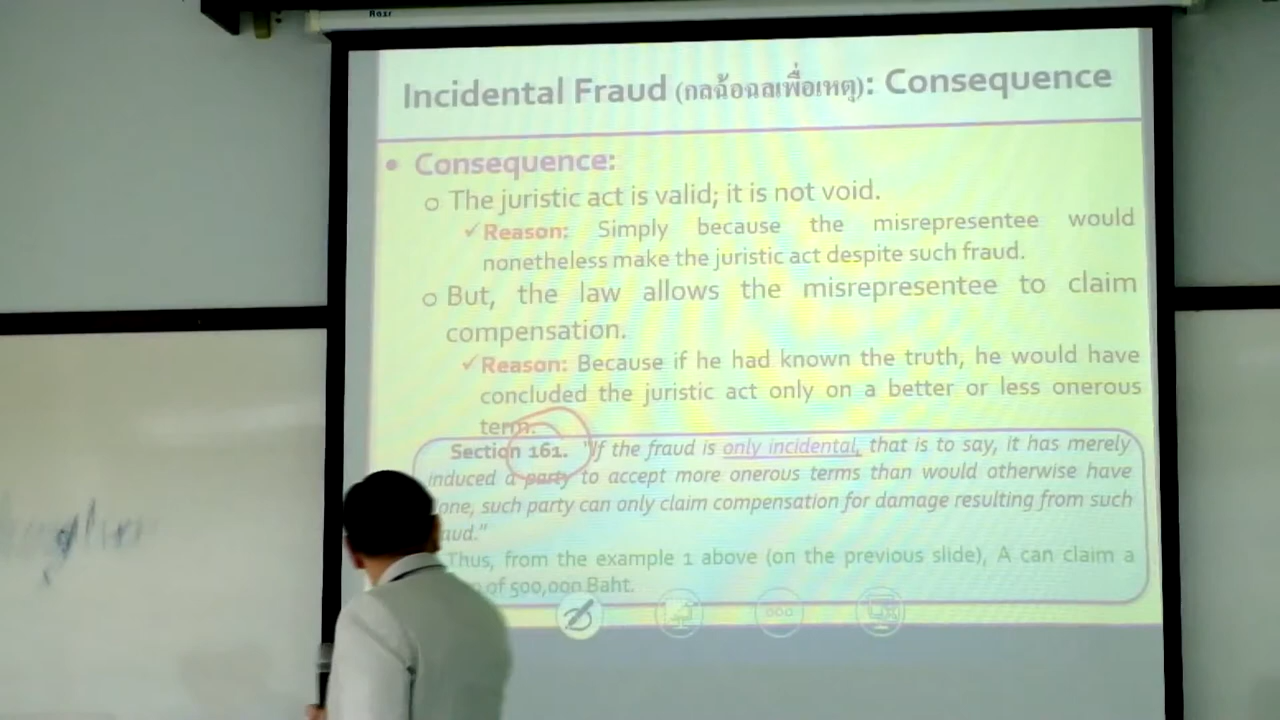 Incidental Fraud (กลฉ้อฉลเพื่อเหตุ): Consequence
• Consequence:
o The juristic act is valid; it is not void.
✓Reason: Simply because the misrepresentee would
nonetheless make the juristic act despite such fraud.
o But, the law allows the misrepresentee to claim
compensation.
✓Reason: Because if he had known the truth, he would have
concluded the juristic act only on a better or less onerous
term.
Section 161. "If the fraud is only incidental, that is to say, it has merely
induced a party to accept more onerous terms than would otherwise have
one, such party can only claim compensation for damage resulting from such
aud."
Thus, from the example 1 above (on the previous slide), A can claim a
of 500,000 Baht.